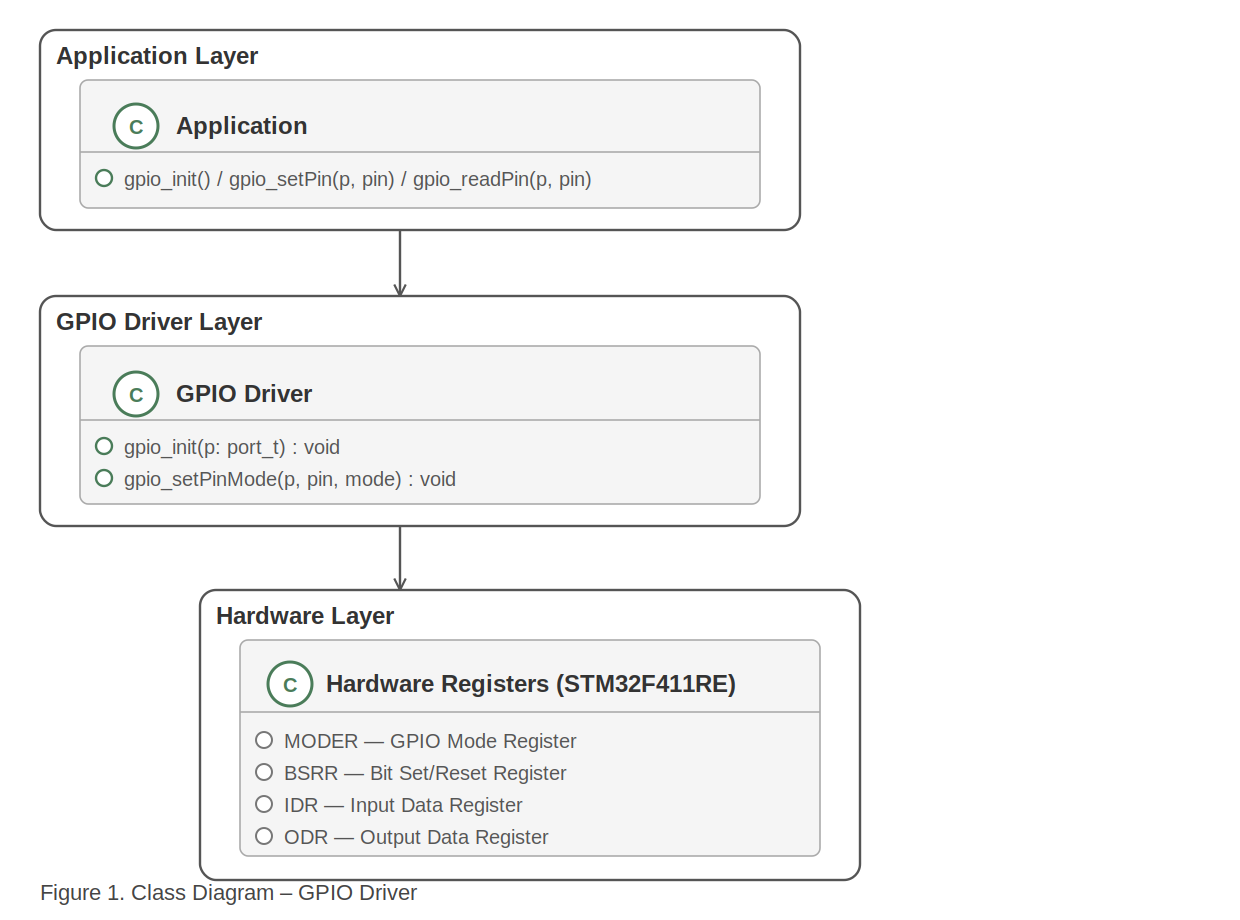 Application Layer
C Application
gpio_init() / gpio_setPin(p, pin) / gpio_readPin(p, pin)
GPIO Driver Layer
C GPIO Driver
gpio_init(p: port_t) : void
gpio_setPinMode(p, pin, mode) : void
Hardware Layer
C Hardware Registers (STM32F411RE)
MODER — GPIO Mode Register
BSRR — Bit Set/Reset Register
IDR — Input Data Register
ODR — Output Data Register
Figure 1. Class Diagram – GPIO Driver